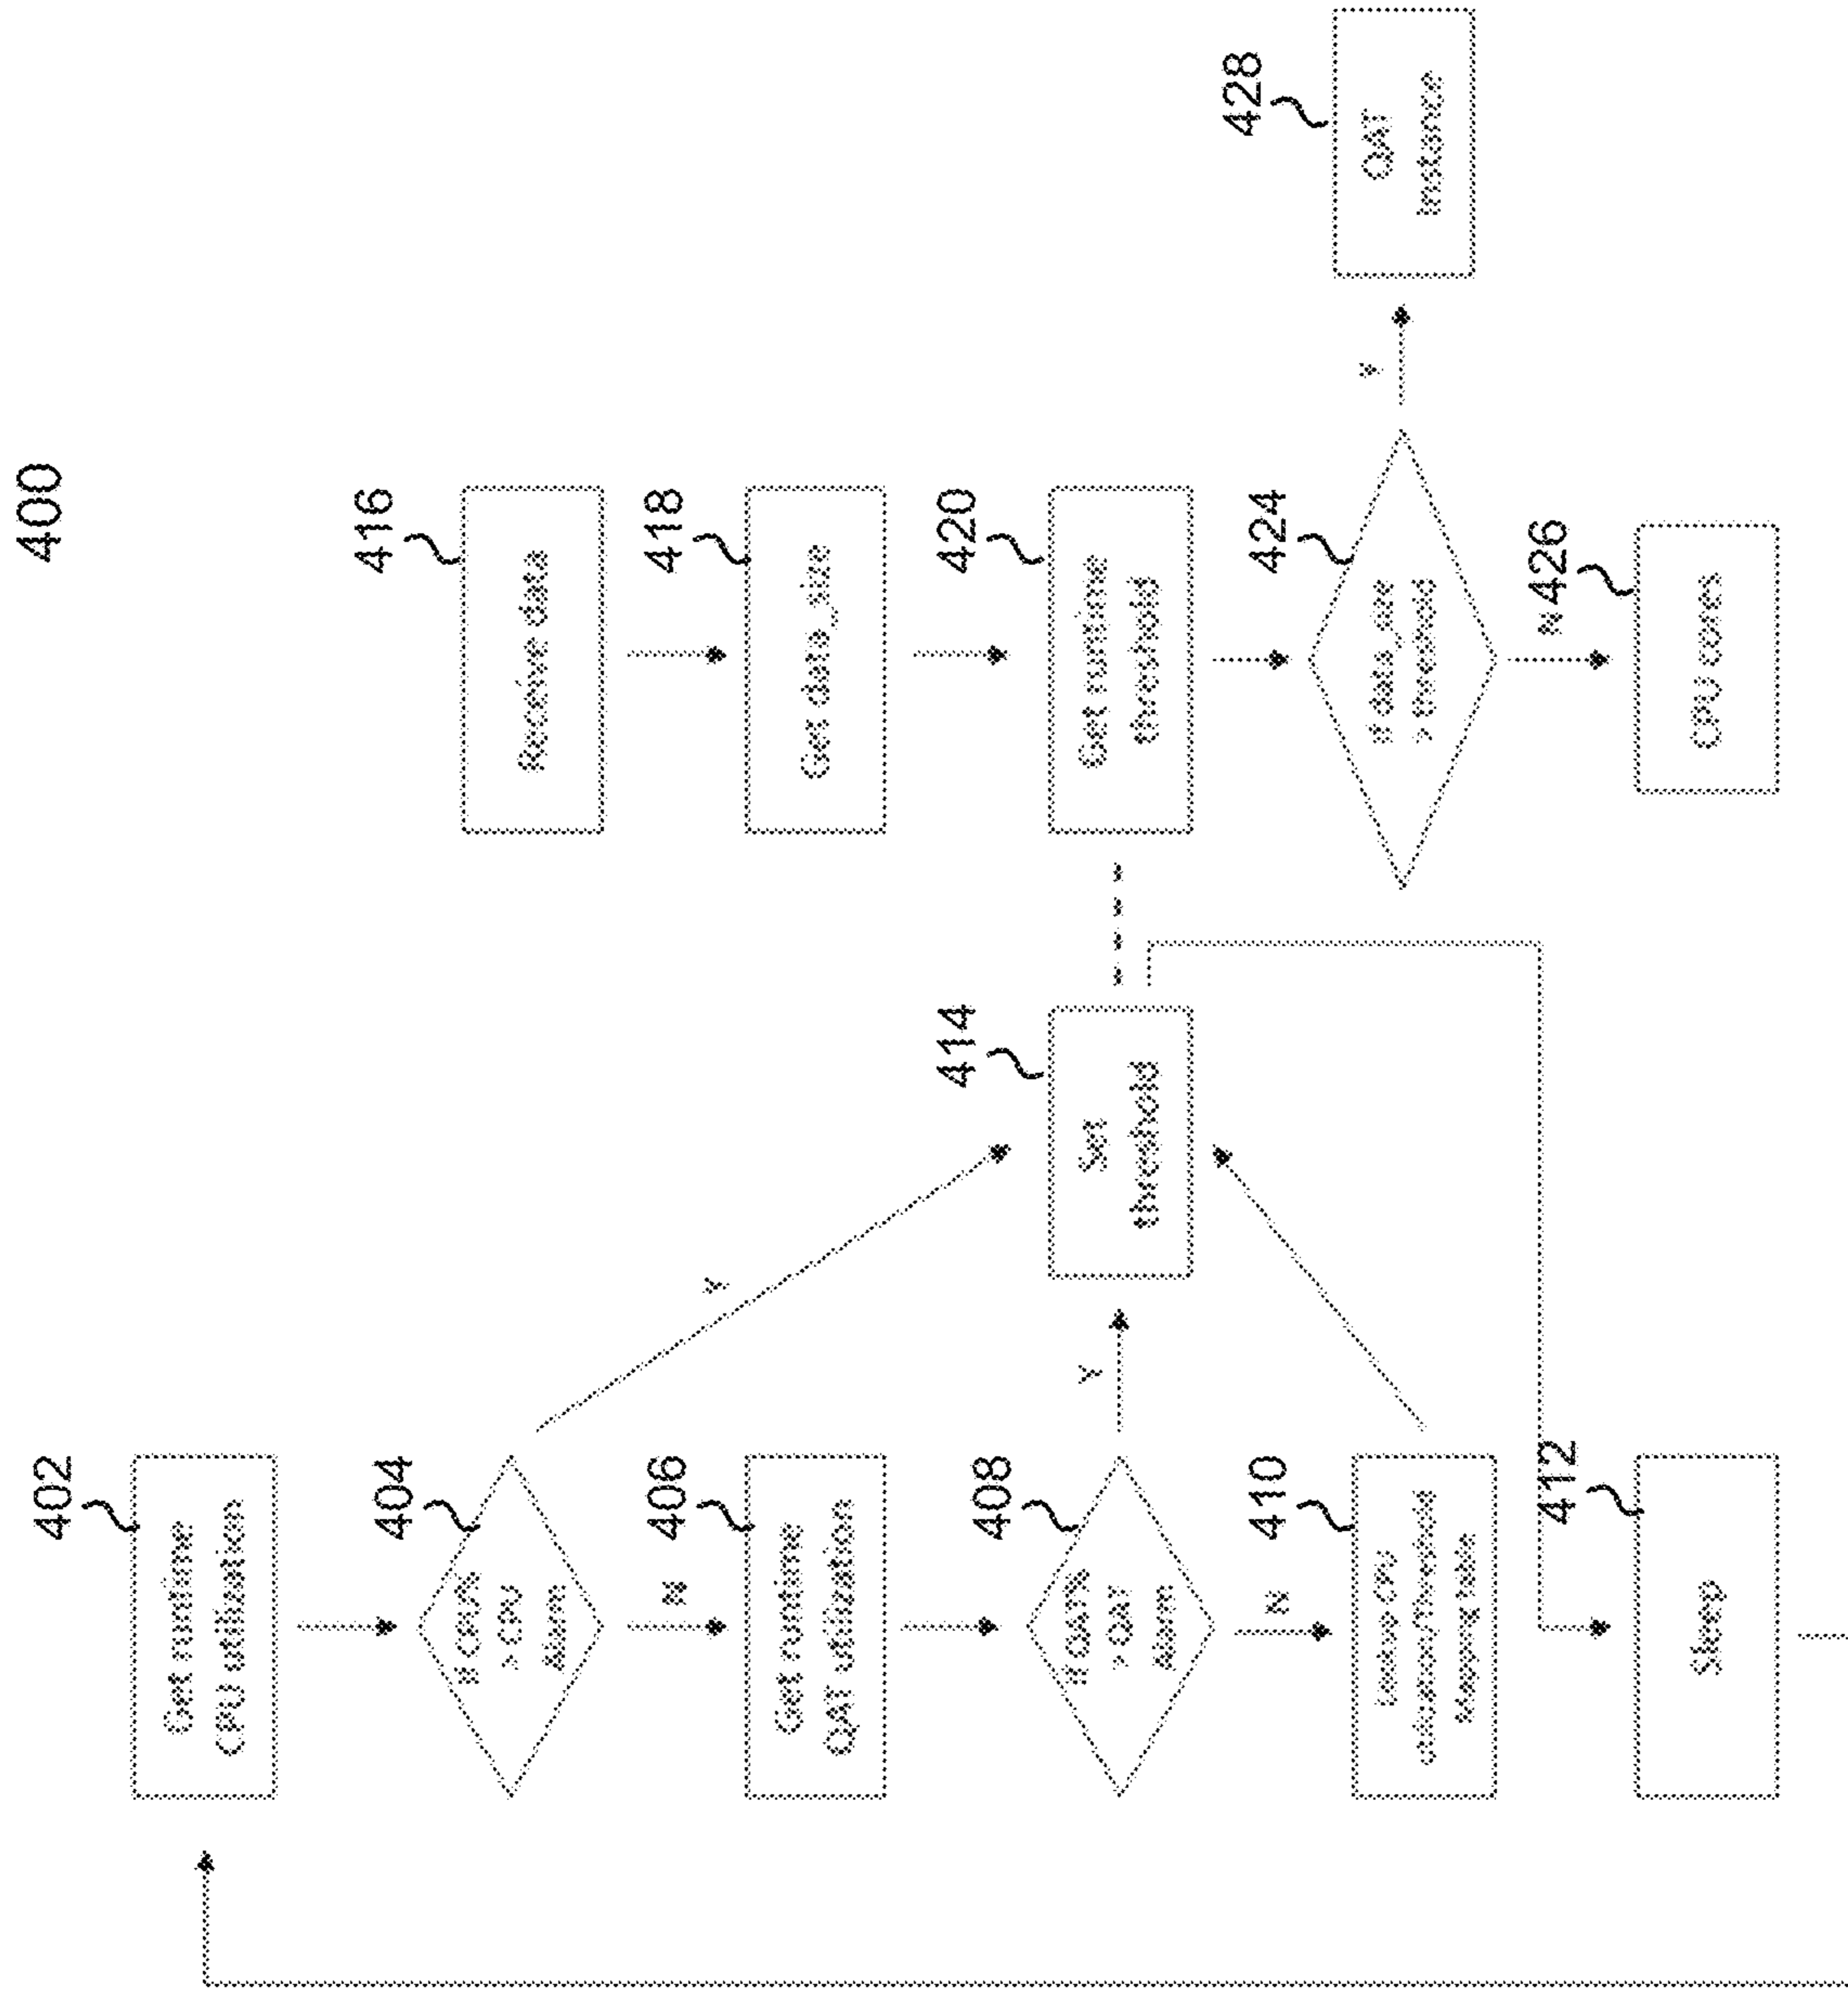 400
402
Get runtime
CPU utilization
404
If CPU%
> CPU
Alarm
Y
N
406
Get runtime
QAT utilization
408
If QAT%
> QAT
Alarm
Y
N
410
Lookup CPU
utilization/threshold
Mapping table
412
Sleep
414
Set
threshold
416
Receive data
418
Get data_size
420
Get runtime
threshold
424
If data_size
> threshold
Y
N
426
CPU cores
428
QAT
Instance